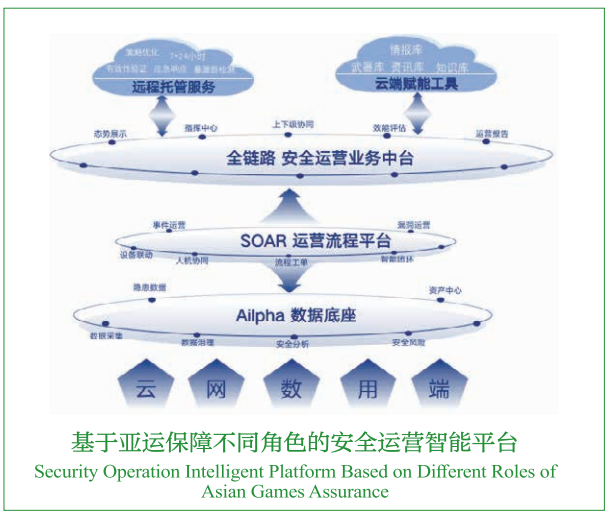 策略优化 7*24小时
有效性验证 应急响应 暴露面检测
远程托管服务
情报库
武器库 资讯库 知识库
云端赋能工具
态势展示 指挥中心 上下级协同 效能评估 运营报告
全链路 安全运营业务中台
事件运营 漏洞运营
SOAR 运营流程平台
设备联动 人机协同 流程工单 智能闭环
隐患数据 资产中心
Ailpha 数据底座
数据采集 数据治理 安全分析 安全风险
云 网 数 用 端
基于亚运保障不同角色的安全运营智能平台
Security Operation Intelligent Platform Based on Different Roles of
Asian Games Assurance